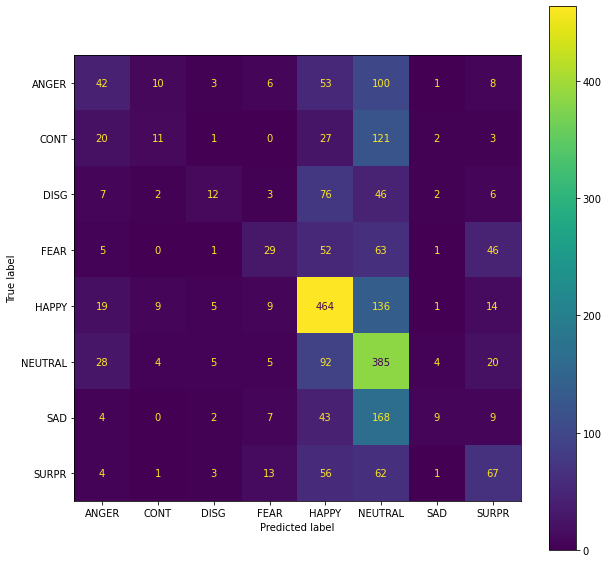 ANGER 42 10 3 6 53 100 1 8
CONT 20 11 1 0 27 121 2 3
DISG 7 2 12 3 76 46 2 6
FEAR 5 0 1 29 52 63 1 46
HAPPY 19 9 5 9 464 136 1 14
NEUTRAL 28 4 5 5 92 385 4 20
SAD 4 0 2 7 43 168 9 9
SURPR 4 1 3 13 56 62 1 67
ANGER CONT DISG FEAR HAPPY NEUTRAL SAD SURPR
Predicted label
True label
400
300
200
100
0